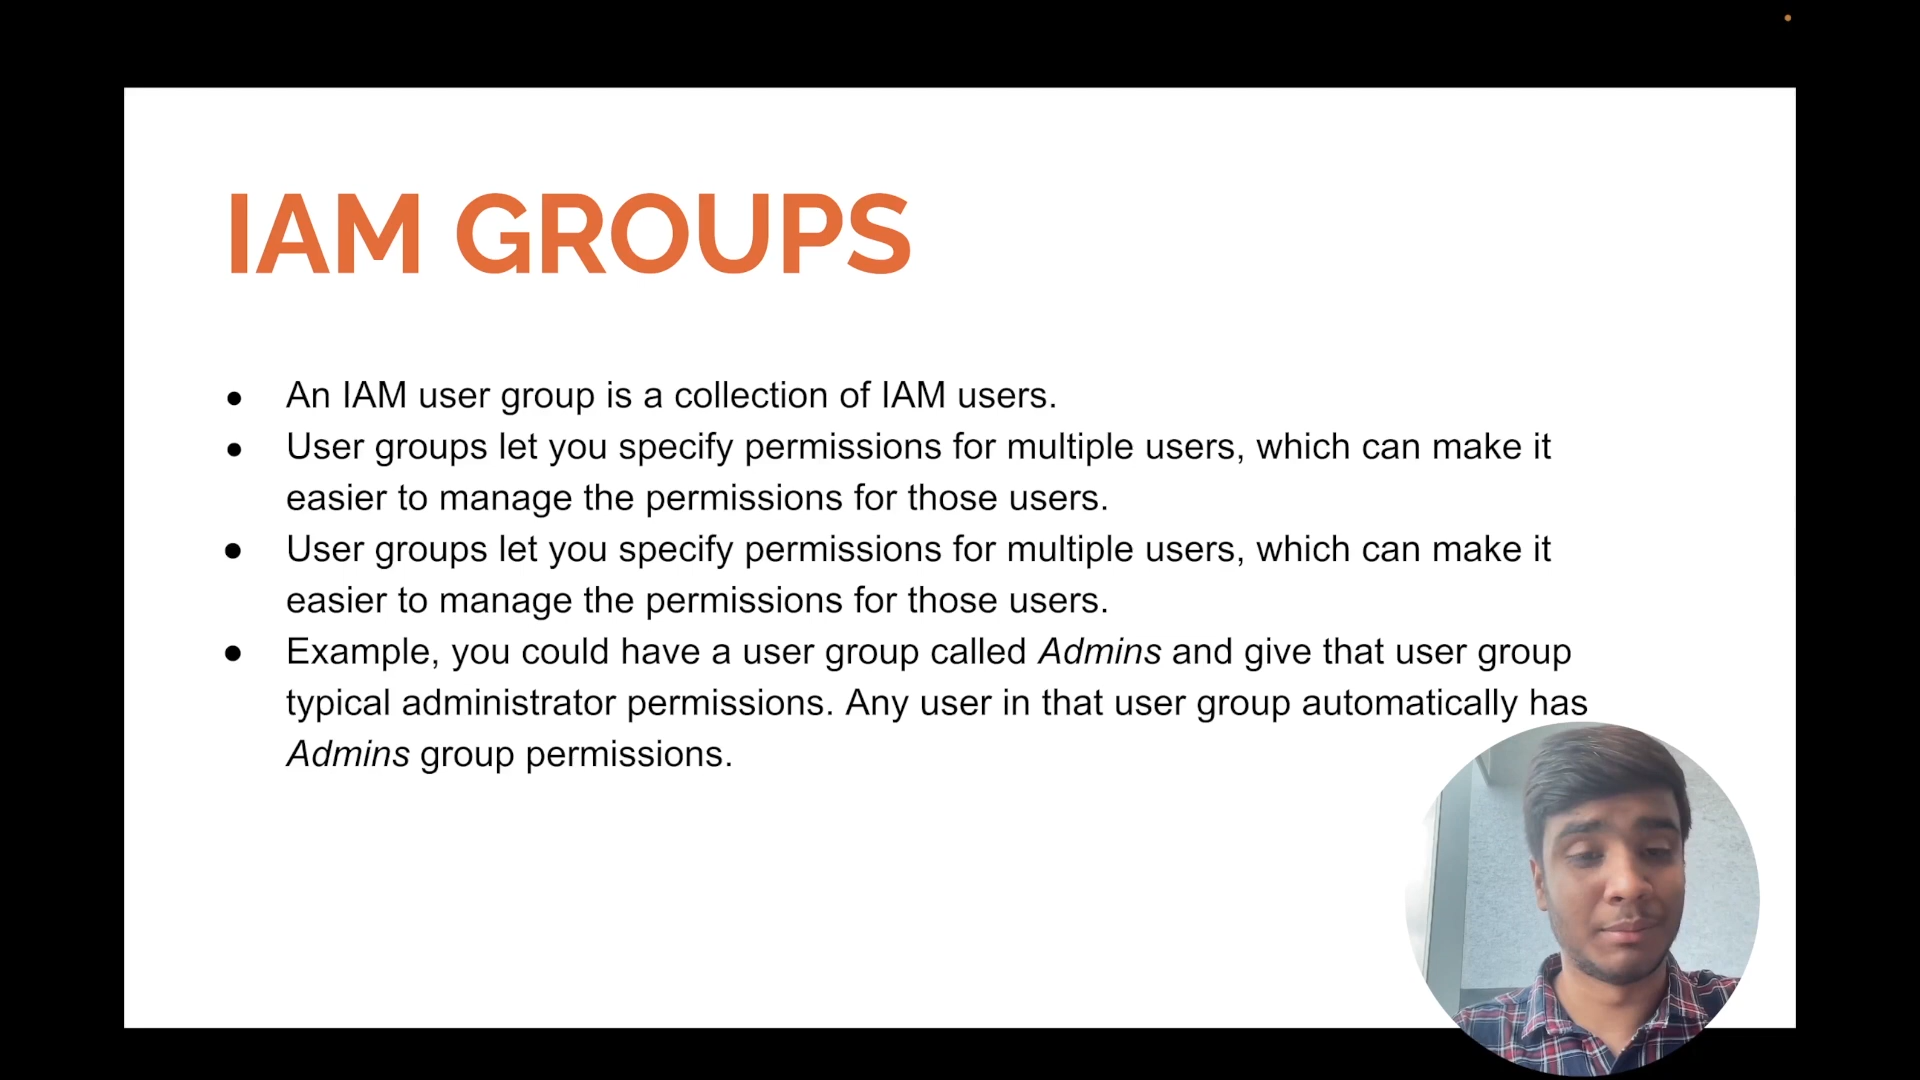 IAM GROUPS
● An IAM user group is a collection of IAM users.
● User groups let you specify permissions for multiple users, which can make it
easier to manage the permissions for those users.
● User groups let you specify permissions for multiple users, which can make it
easier to manage the permissions for those users.
● Example, you could have a user group called Admins and give that user group
typical administrator permissions. Any user in that user group automatically has
Admins group permissions.